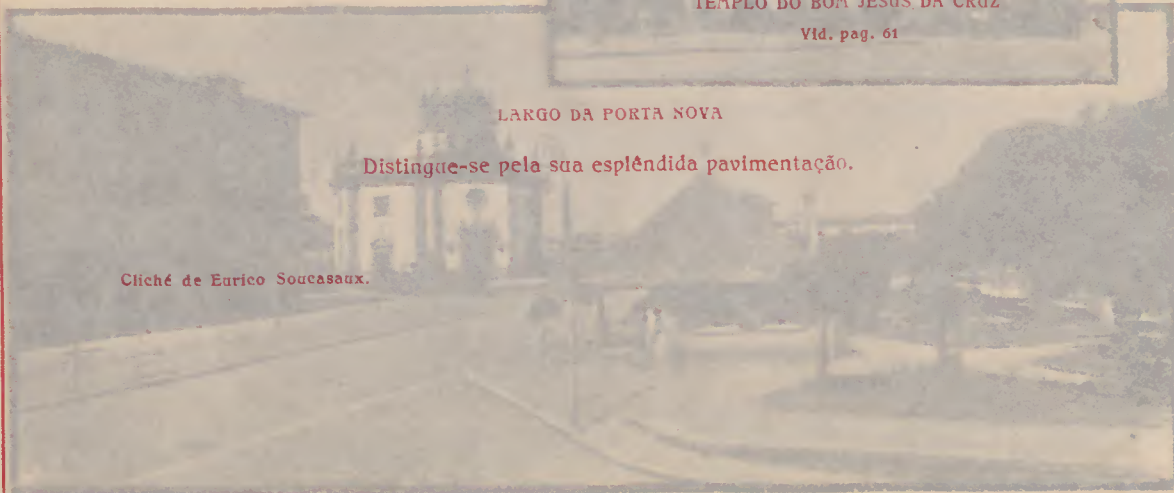 TEMPLO DO BOM JESUS DA CRUZ
Vid. pag. 61
LARGO DA PORTA NOVA
Distingue-se pela sua esplêndida pavimentação.
Cliché de Eurico Soucasaux.